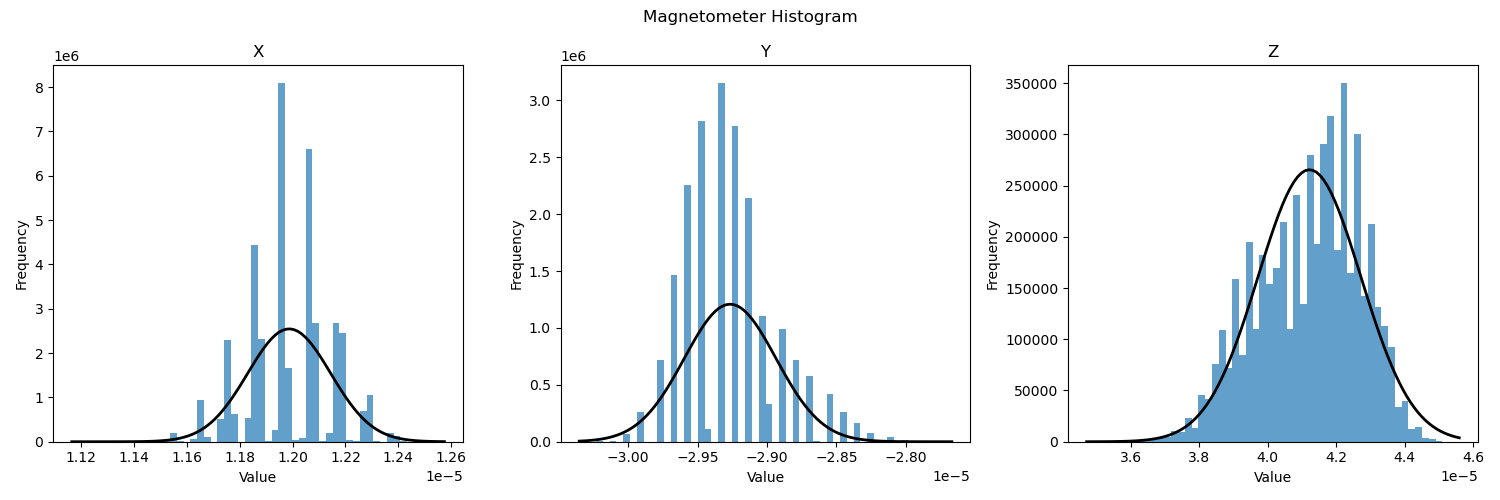 Magnetometer Histogram
X
1e6
Frequency
8
7
6
5
4
3
2
1
0
1.12 1.14 1.16 1.18 1.20 1.22 1.24 1.26
1e−5
Value
Y
1e6
Frequency
3.0
2.5
2.0
1.5
1.0
0.5
0.0
−3.00 −2.95 −2.90 −2.85 −2.80
1e−5
Value
Z
Frequency
350000
300000
250000
200000
150000
100000
50000
0
3.6 3.8 4.0 4.2 4.4 4.6
1e−5
Value